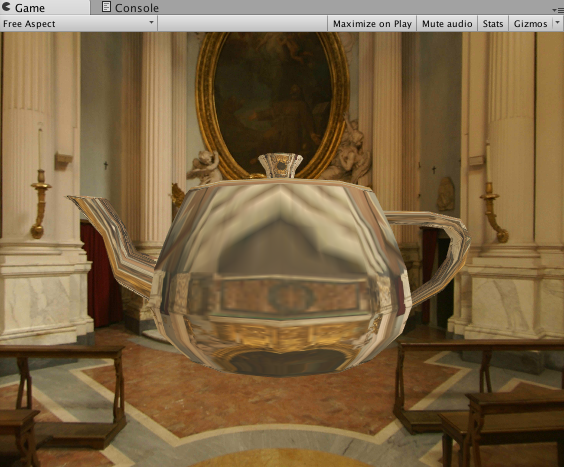 Game Console
Free Aspect Maximize on Play Mute audio Stats Gizmos